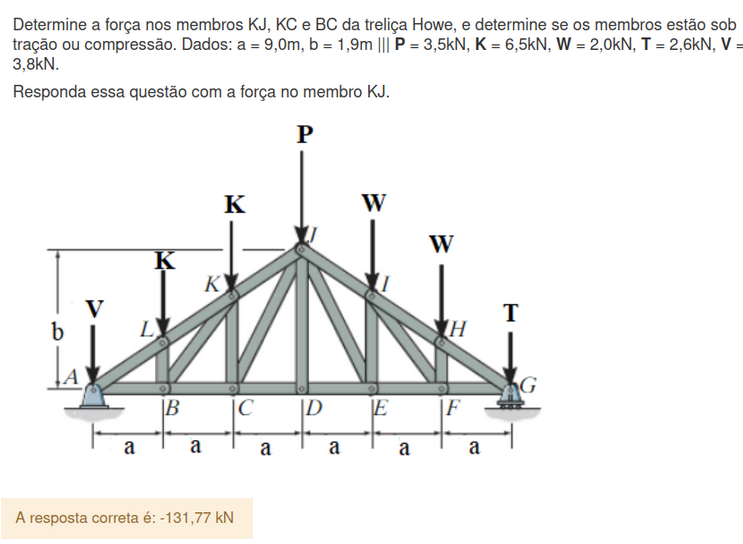 Determine a força nos membros KJ, KC e BC da treliça Howe, e determine se os membros estão sob
tração ou compressão. Dados: a = 9,0m, b = 1,9m ||| P = 3,5kN, K = 6,5kN, W = 2,0kN, T = 2,6kN, V =
3,8kN.
Responda essa questão com a força no membro KJ.
P
K
W
J
K
W
K
I
V
T
L
H
b
A
G
B
C
D
E
F
a
a
a
a
a
a
A resposta correta é: -131,77 kN